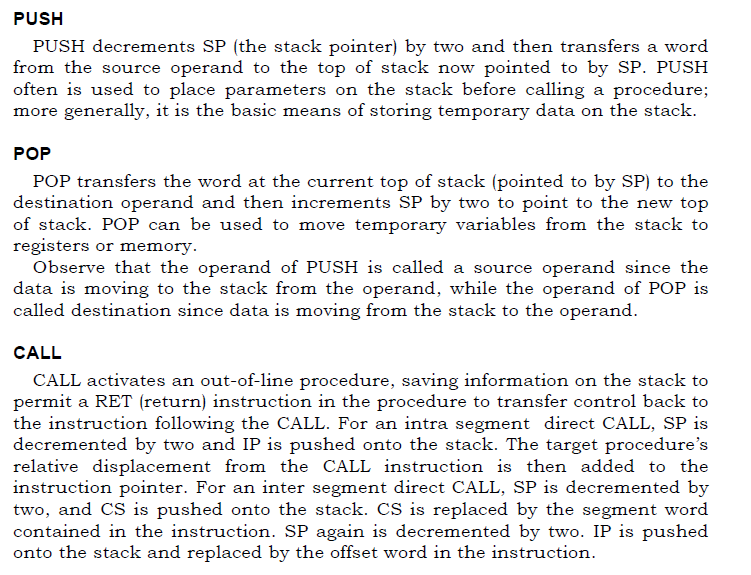 PUSH
PUSH decrements SP (the stack pointer) by two and then transfers a word
from the source operand to the top of stack now pointed to by SP. PUSH
often is used to place parameters on the stack before calling a procedure;
more generally, it is the basic means of storing temporary data on the stack.
POP
POP transfers the word at the current top of stack (pointed to by SP) to the
destination operand and then increments SP by two to point to the new top
of stack. POP can be used to move temporary variables from the stack to
registers or memory.
Observe that the operand of PUSH is called a source operand since the
data is moving to the stack from the operand, while the operand of POP is
called destination since data is moving from the stack to the operand.
CALL
CALL activates an out-of-line procedure, saving information on the stack to
permit a RET (return) instruction in the procedure to transfer control back to
the instruction following the CALL. For an intra segment direct CALL, SP is
decremented by two and IP is pushed onto the stack. The target procedure's
relative displacement from the CALL instruction is then added to the
instruction pointer. For an inter segment direct CALL, SP is decremented by
two, and CS is pushed onto the stack. CS is replaced by the segment word
contained in the instruction. SP again is decremented by two. IP is pushed
onto the stack and replaced by the offset word in the instruction.